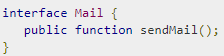 interface Mail {
    public function sendMail();
}